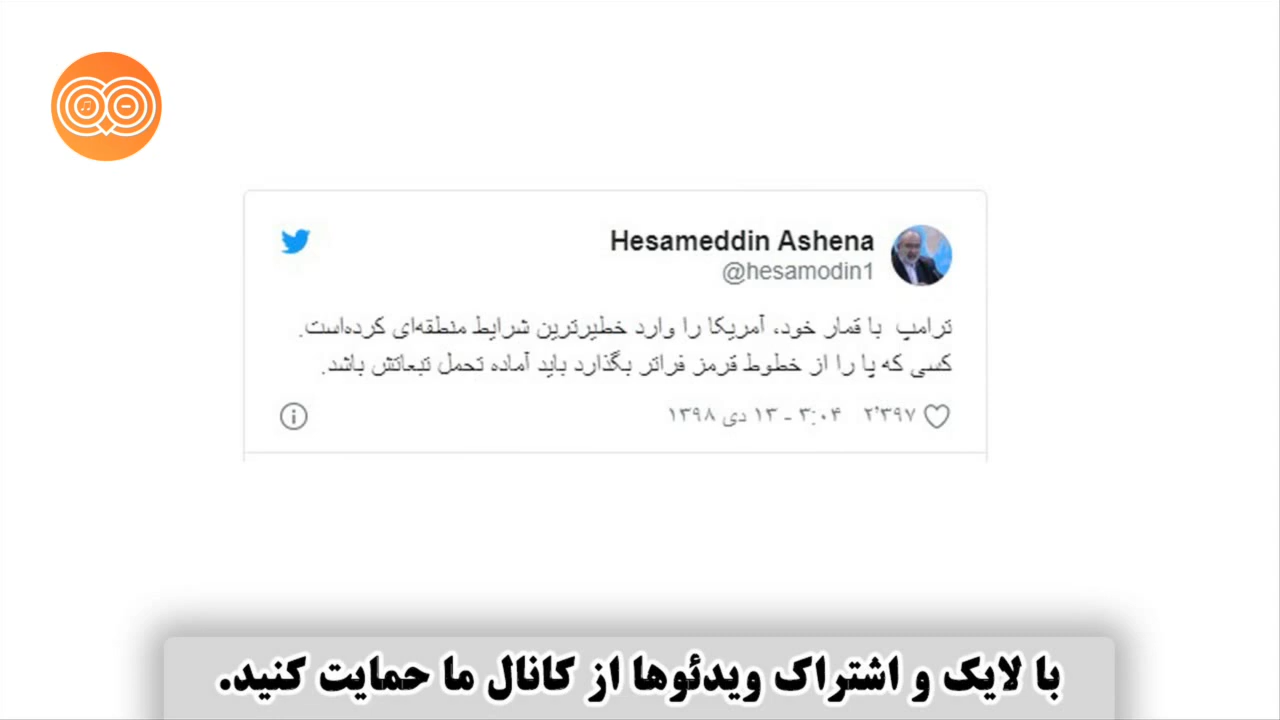 Hesameddin Ashena
@hesamodin1
ترامپ با قمار خود، آمریکا را وارد خطیرترین شرایط منطقه‌ای کرده‌است.
کسی که پا را از خطوط قرمز فراتر بگذارد باید آماده تحمل تبعاتش باشد.
۲٬۳۹۷ ۳:۰۴ - ۱۳ دی ۱۳۹۸
با لایک و اشتراک ویدئوها از کانال ما حمایت کنید.